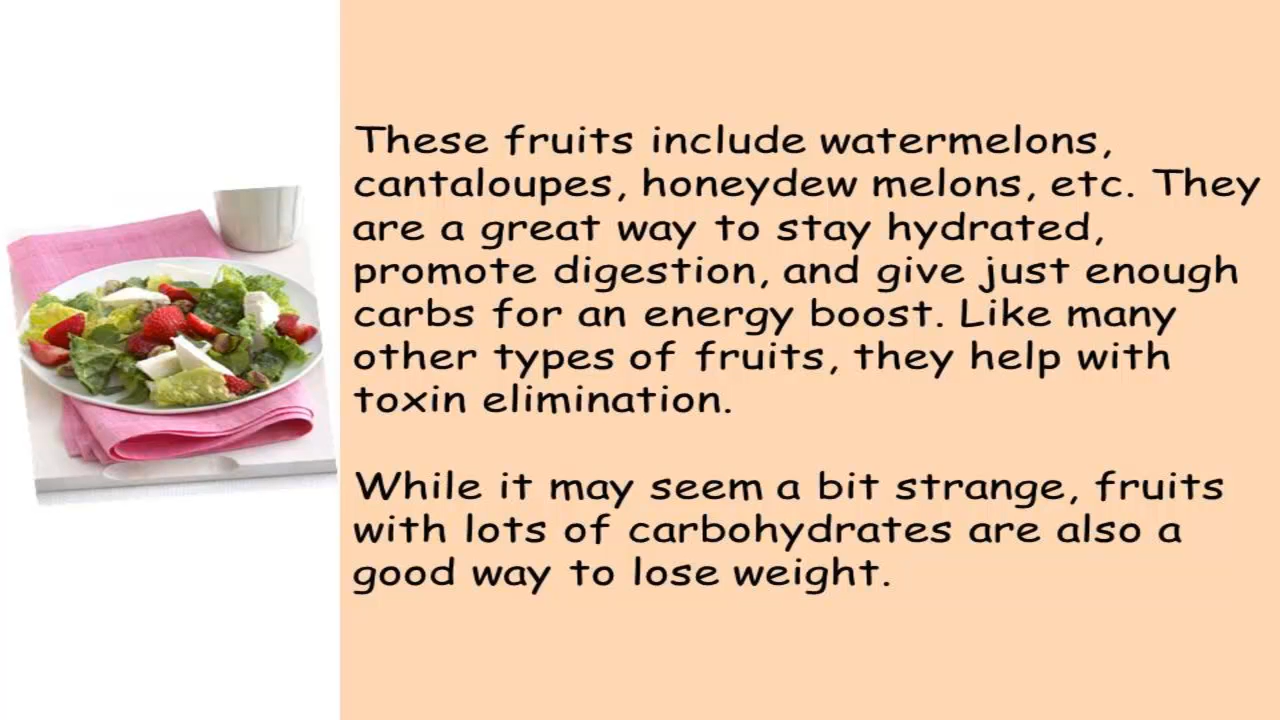 These fruits include watermelons,
cantaloupes, honeydew melons, etc. They
are a great way to stay hydrated,
promote digestion, and give just enough
carbs for an energy boost. Like many
other types of fruits, they help with
toxin elimination.
While it may seem a bit strange, fruits
with lots of carbohydrates are also a
good way to lose weight.